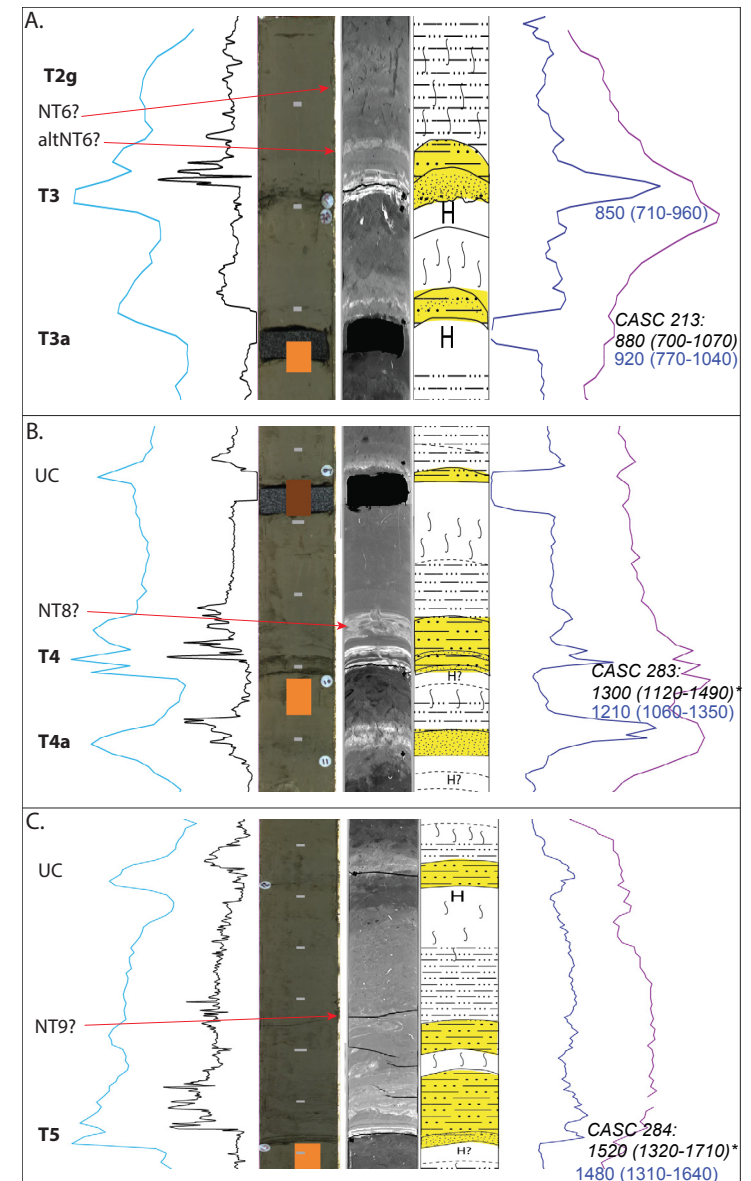 A.
T2g
NT6?
altNT6?
T3
H
850 (710-960)
T3a
H
CASC 213:
880 (700-1070)
920 (770-1040)
B.
UC
NT8?
T4
H?
CASC 283:
1300 (1120-1490)*
1210 (1060-1350)
T4a
H?
C.
UC
H
NT9?
T5
H?
CASC 284:
1520 (1320-1710)*
1480 (1310-1640)